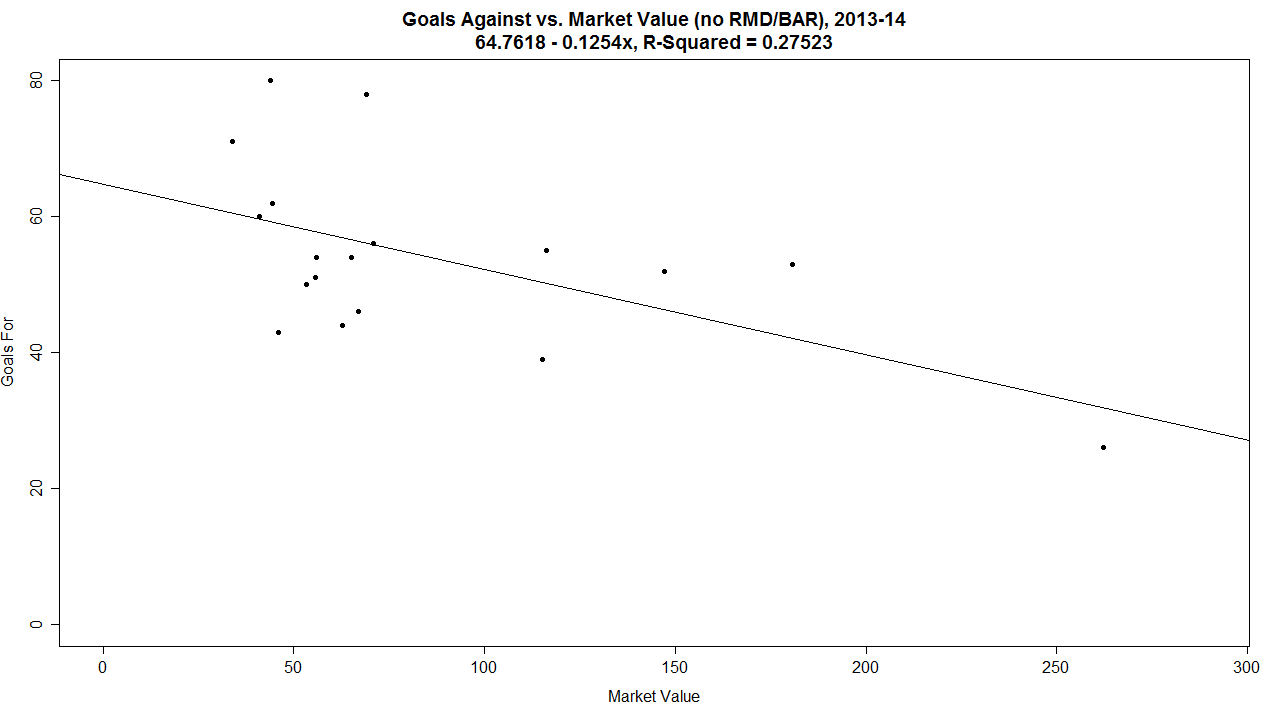 Goals Against vs. Market Value (no RMD/BAR), 2013-14
64.7618 - 0.1254x, R-Squared = 0.27523
80
60
40
20
0
Goals For
0 50 100 150 200 250 300
Market Value